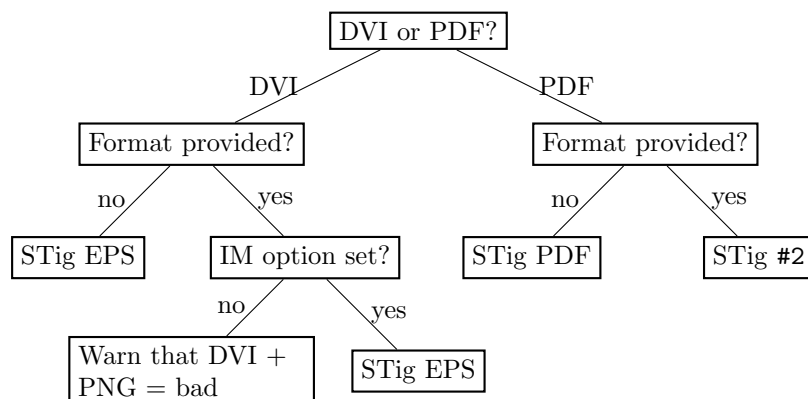 DVI or PDF?
DVI
PDF
Format provided?
Format provided?
no
yes
no
yes
STig EPS
IM option set?
STig PDF
STig #2
no
yes
Warn that DVI +
PNG = bad
STig EPS